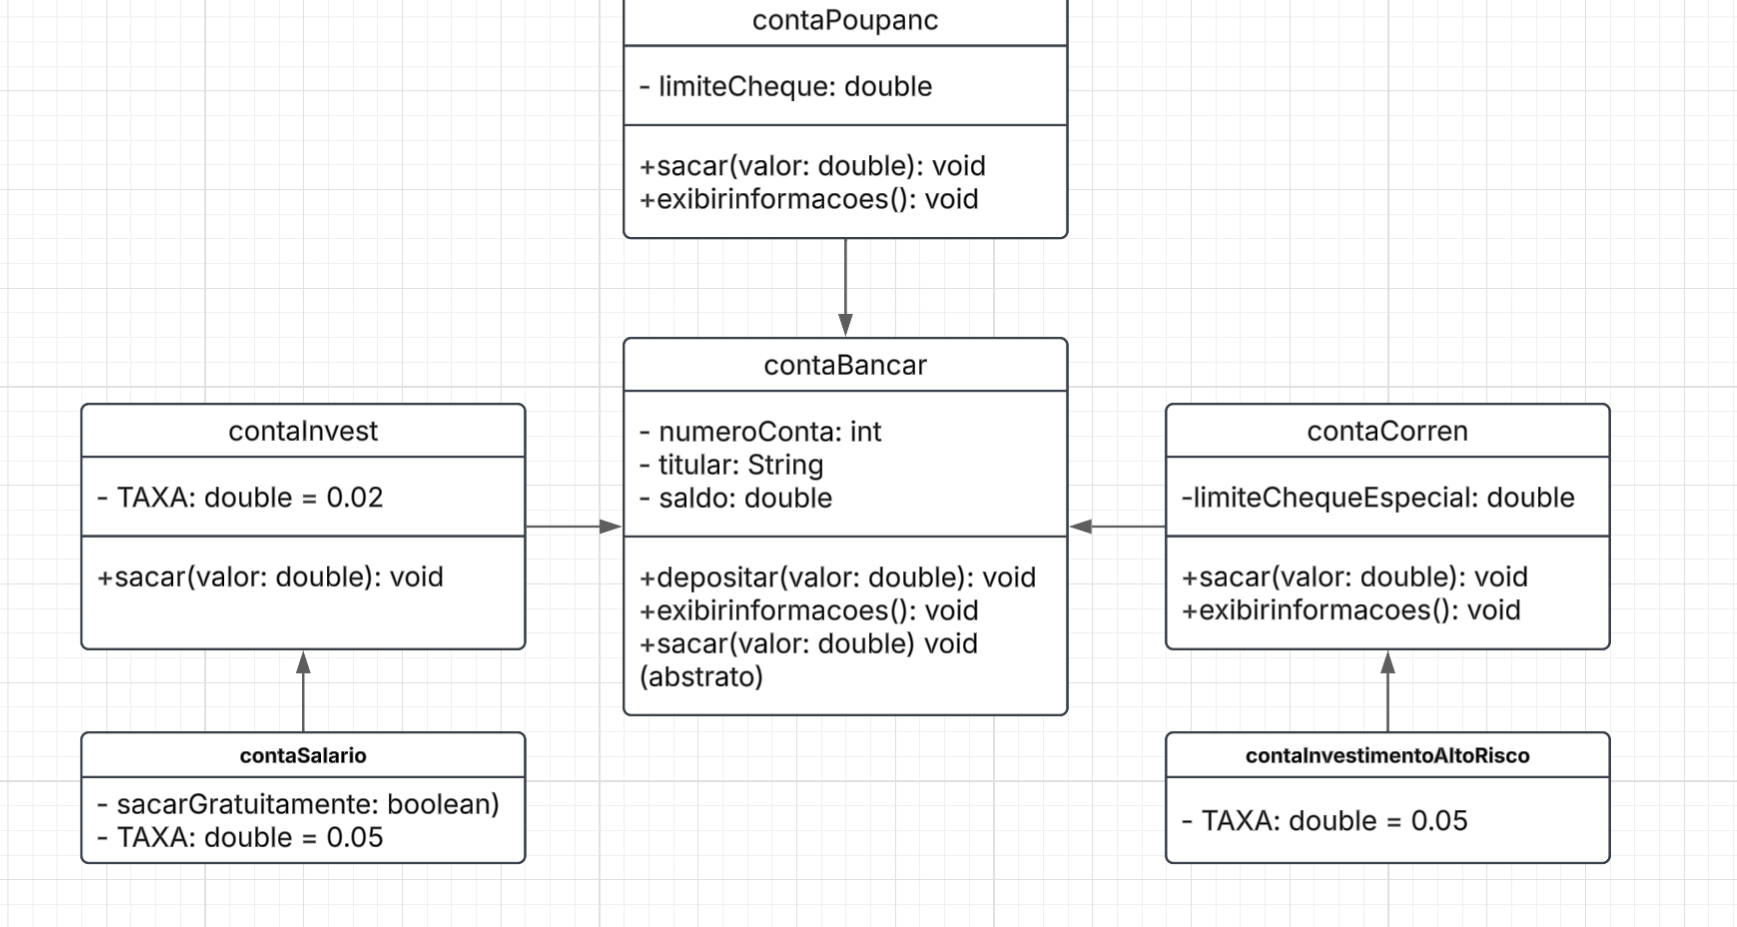 contaPoupanc
- limiteCheque: double
+sacar(valor: double): void
+exibirinformacoes(): void
contaBancar
- numeroConta: int
- titular: String
- saldo: double
+depositar(valor: double): void
+exibirinformacoes(): void
+sacar(valor: double) void
(abstrato)
contaInvest
- TAXA: double = 0.02
+sacar(valor: double): void
contaCorren
-limiteChequeEspecial: double
+sacar(valor: double): void
+exibirinformacoes(): void
contaSalario
- sacarGratuitamente: boolean)
- TAXA: double = 0.05
contaInvestimentoAltoRisco
- TAXA: double = 0.05